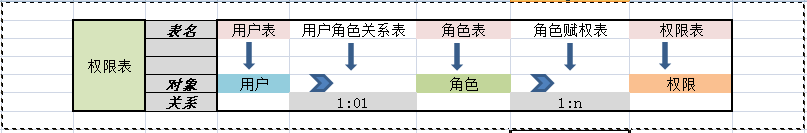 表名 用户表 用户角色关系表 角色表 角色赋权表 权限表
权限表
对象 用户 角色 权限
关系 1:01 1:n